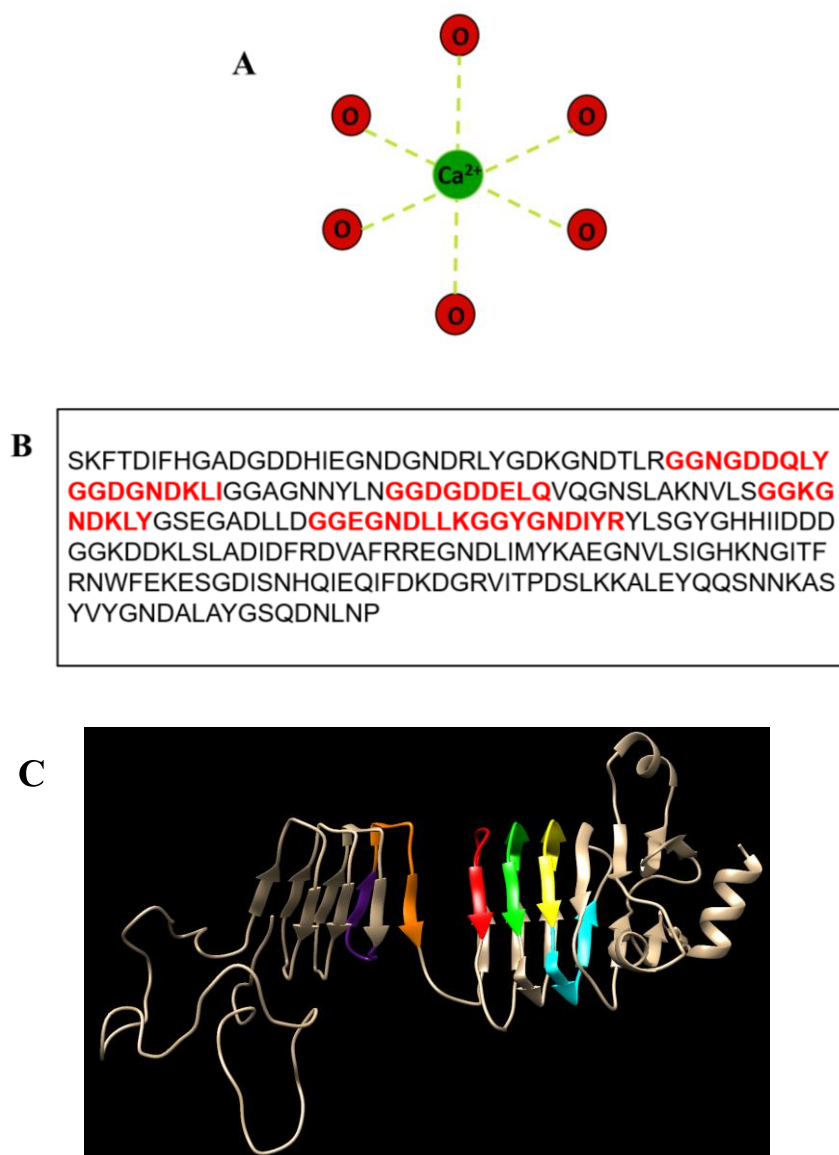 A
O
O
O
Ca²⁺
O
O
O
B
SKFTDIFHGADGDDHIEGNDGNDRLYGDKGNDTLRGGNGDDQLY
GGDGNDKLIGGAGNNYLNGGDGDDELQVQGNSLAKNVLSGGKG
NDKLYGSEGADLLDGGEGNDLLKGGYGNDIYRYLSGYGHHIIDDD
GGKDDKLSLADIDFRDVAFRREGNDLIMYKAEGNVLSIGHKNGITF
RNWFEKESGDISNHQIEQIFDKDGRVITPDSLKKALEYQQSNNKAS
YVYGNDALAYGSQDNLNP
C